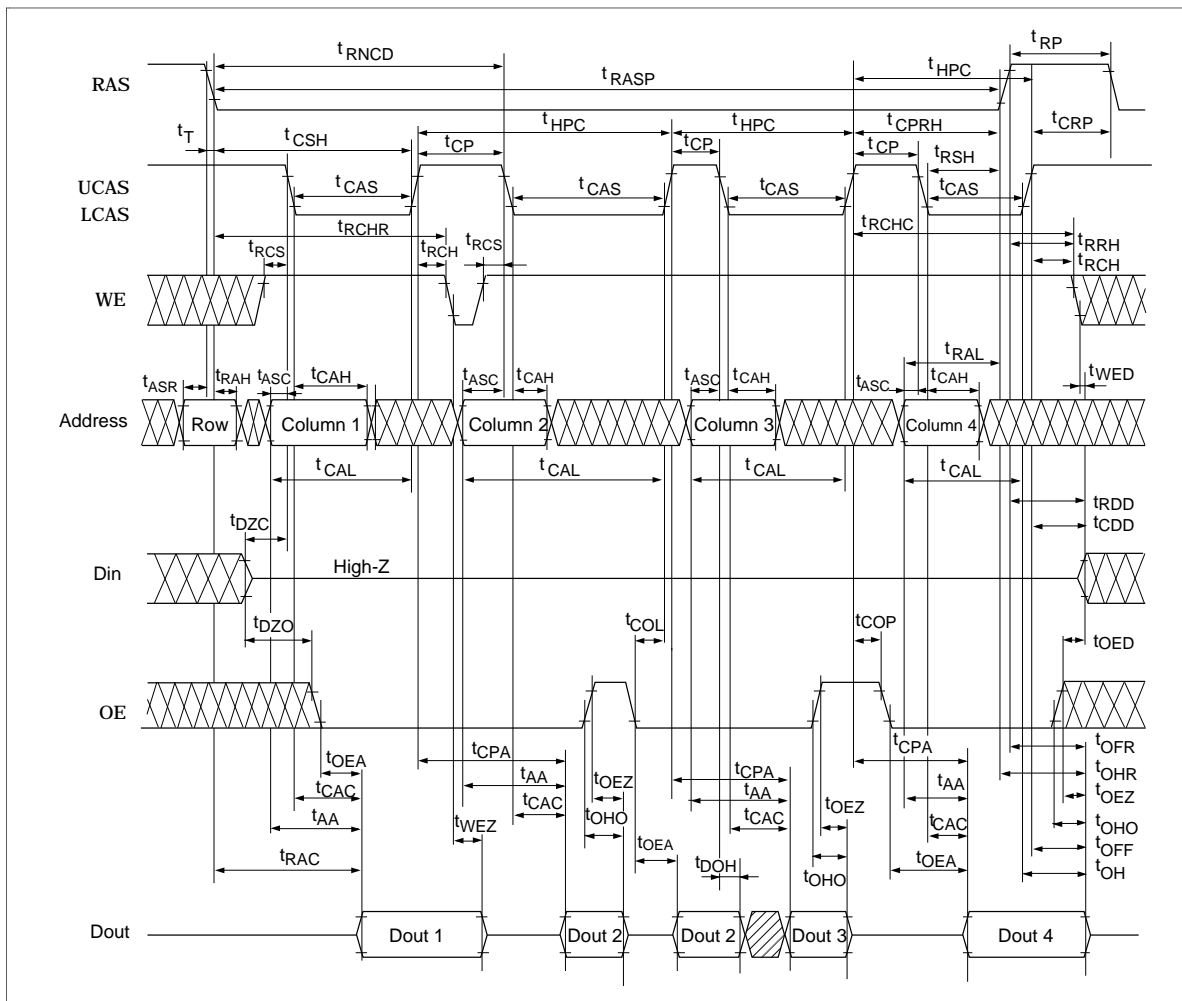 tRP
tRNCD
tHPC
RAS
tRASP
tT
tCSH
tHPC
tHPC
tCPRH
tCRP
tCP
tCP
tCP
tRSH
UCAS
tCAS
tCAS
tCAS
tCAS
LCAS
tRCHR
tRCHC
tRCS
tRCH
tRCS
tRRH
tRCH
WE
tRAL
tWED
tASR
tRAH
tASC
tCAH
tASC
tCAH
tASC
tCAH
tASC
tCAH
Address
Row
Column 1
Column 2
Column 3
Column 4
tCAL
tCAL
tCAL
tCAL
tRDD
tDZC
tCDD
Din
High-Z
tDZO
tCOL
tCOP
tOED
OE
tOEA
tCPA
tCPA
tOFR
tCAC
tAA
tOEZ
tCPA
tOHR
tAA
tCAC
tAA
tAA
tOEZ
tWEZ
tOHO
tCAC
tOEZ
tCAC
tOHO
tRAC
tOEA
tDOH
tOHO
tOEA
tOFF
tOH
Dout
Dout 1
Dout 2
Dout 2
Dout 3
Dout 4